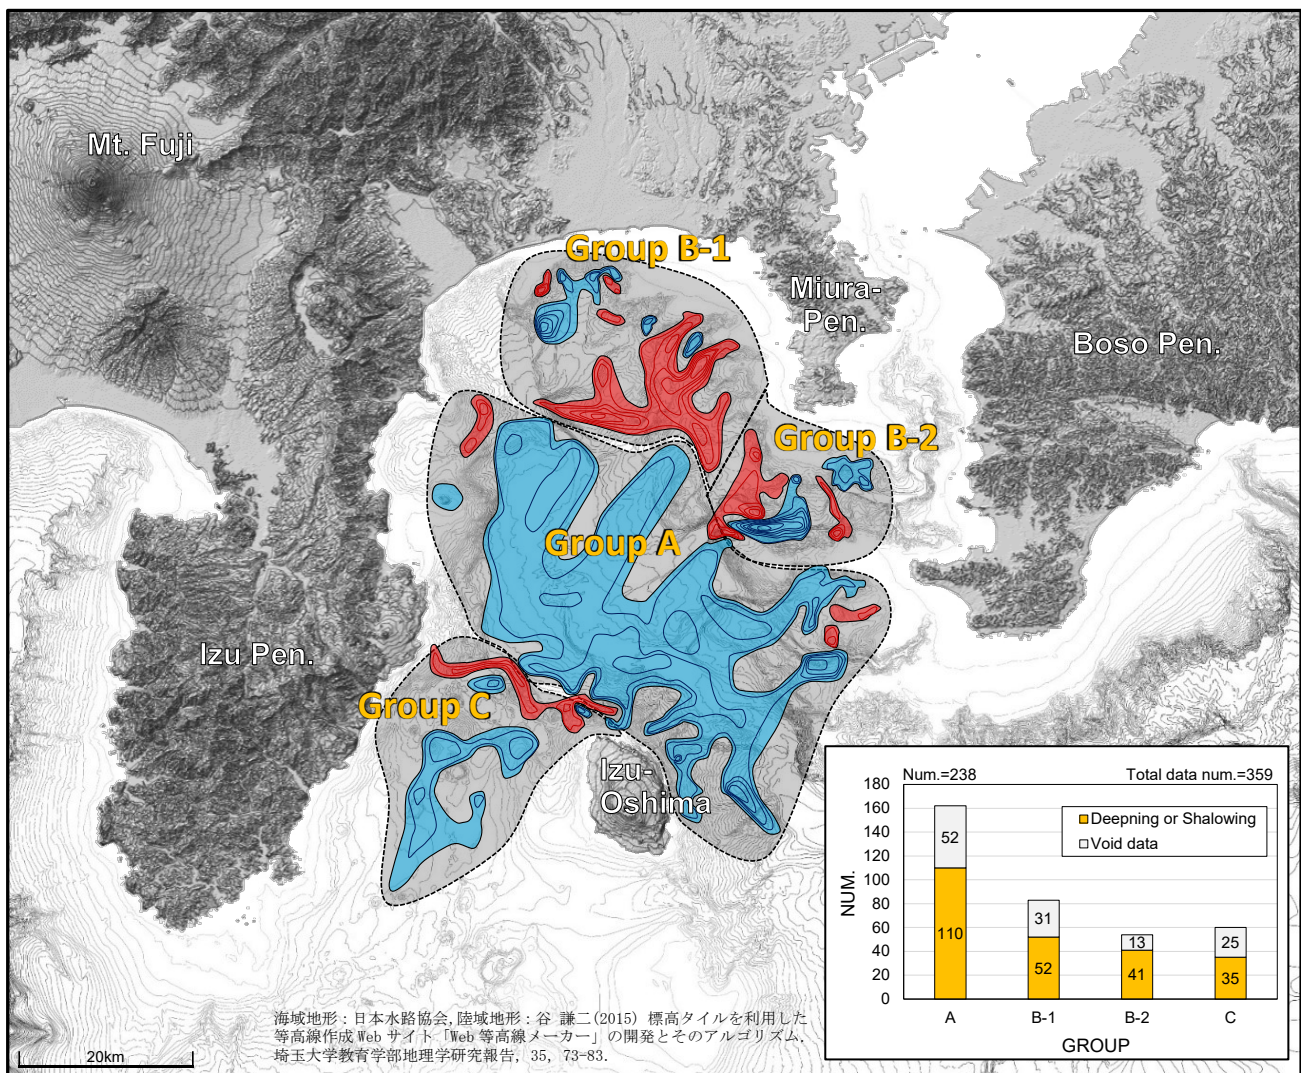 Mt. Fuji
Group B-1
Miura-
Pen.
Boso Pen.
Group B-2
Group A
Izu Pen.
Group C
Izu-
Oshima
Num.=238
Total data num.=359
180
160
140
120
100
80
60
40
20
0
NUM.
Deepning or Shalowing
Void data
52
110
31
52
13
41
25
35
A
B-1
B-2
C
GROUP
海域地形：日本水路協会, 陸域地形：谷 謙二(2015) 標高タイルを利用した
等高線作成 Web サイト「Web 等高線メーカー」の開発とそのアルゴリズム,
埼玉大学教育学部地理学研究報告, 35, 73-83.
20km